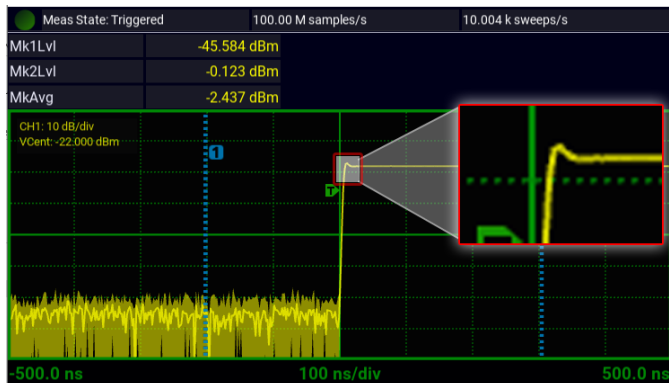 Meas State: Triggered 100.00 M samples/s 10.004 k sweeps/s
Mk1Lvl -45.584 dBm
Mk2Lvl -0.123 dBm
MkAvg -2.437 dBm
CH1: 10 dB/div
VCent: -22.000 dBm
1
T
-500.0 ns 100 ns/div 500.0 ns